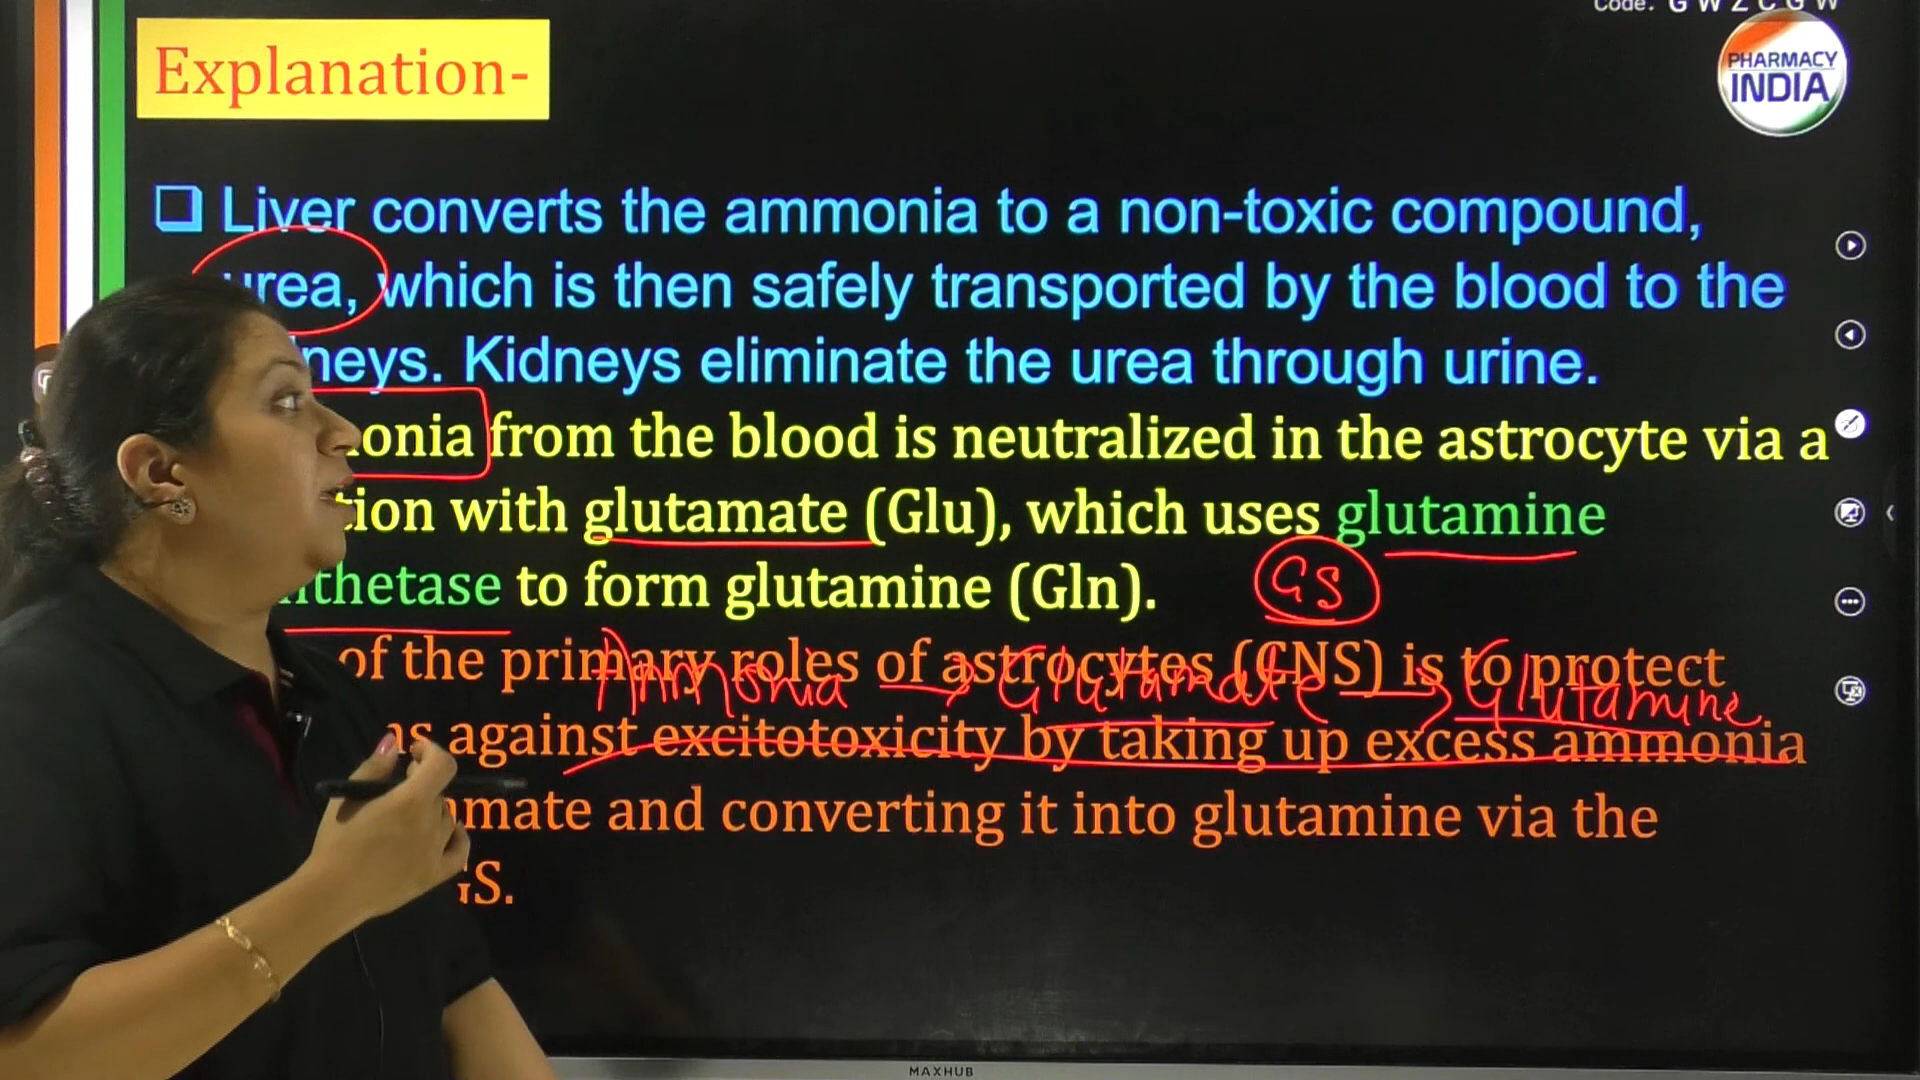 Code: G W Z C G W
Explanation-
PHARMACY
INDIA
Liver converts the ammonia to a non-toxic compound,
urea, which is then safely transported by the blood to the
neys. Kidneys eliminate the urea through urine.
onia from the blood is neutralized in the astrocyte via a
tion with glutamate (Glu), which uses glutamine
thetase to form glutamine (Gln).
GS
of the primary roles of astrocytes (CNS) is to protect
Ammonia → Glutamate → Glutamine
ns against excitotoxicity by taking up excess ammonia
mate and converting it into glutamine via the
GS.
MAXHUB